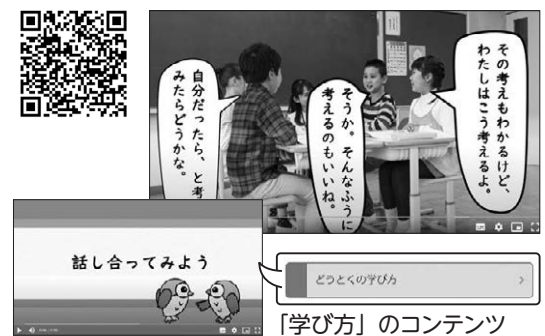 その考えもわかるけど、
わたしはこう考えるよ。
そうか。そんなふうに
考えるのもいいね。
自分だったら、と考
みたらどうかな。
話し合ってみよう
どうとくの学び方
「学び方」のコンテンツ